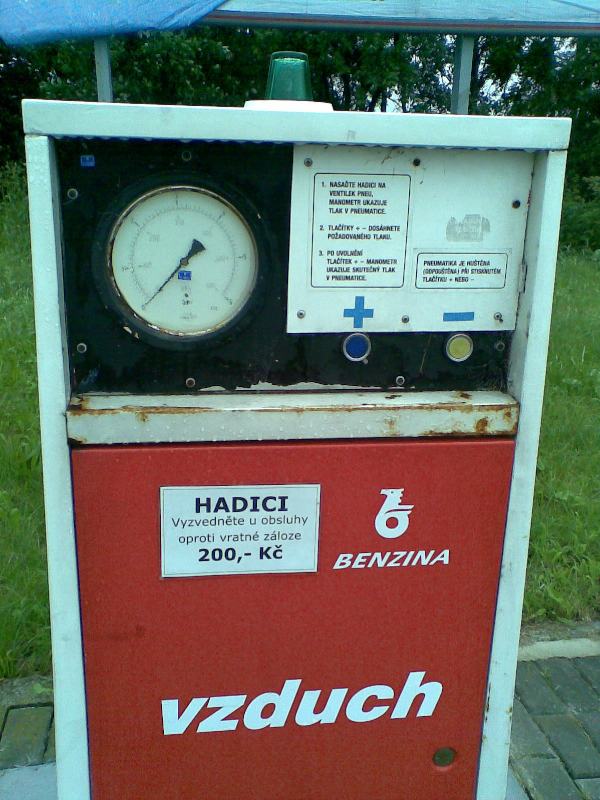 1. NASAĎTE HADICI NA
VENTILEK PNEU,
MANOMETR UKAZUJE
TLAK V PNEUMATICE.
2. TLAČÍTKY + – DOSÁHNETE
POŽADOVANÉHO TLAKU.
3. PO UVOLNĚNÍ
TLAČÍTEK + – MANOMETR
UKAZUJE SKUTEČNÝ TLAK
V PNEUMATICE.
PNEUMATIKA JE HUŠTĚNA
(ODPOUŠTĚNA) PŘI STISKNUTÉM
TLAČÍTKU + NEBO –
+ –
HADICI
Vyzvedněte u obsluhy
oproti vratné záloze
200,- Kč
BENZINA
vzduch